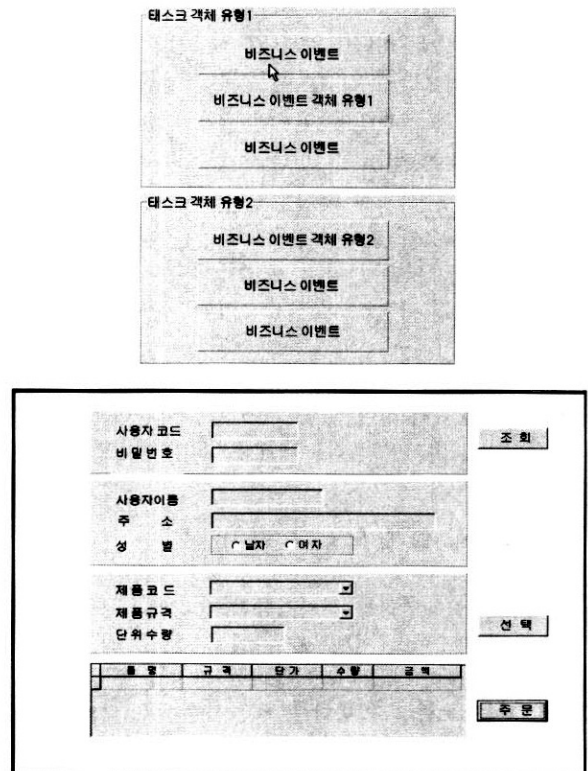 태스크 객체 유형1
비즈니스 이벤트
비즈니스 이벤트 객체 유형1
비즈니스 이벤트
태스크 객체 유형2
비즈니스 이벤트 객체 유형2
비즈니스 이벤트
비즈니스 이벤트
사용자 코드
조 회
비 밀 번 호
사용자이름
주 소
성 별 남자 여자
제 품 코 드
제 품 규 격
단 위 수 량 선 택
품 명 규 격 단 가 수 량 금 액
주 문